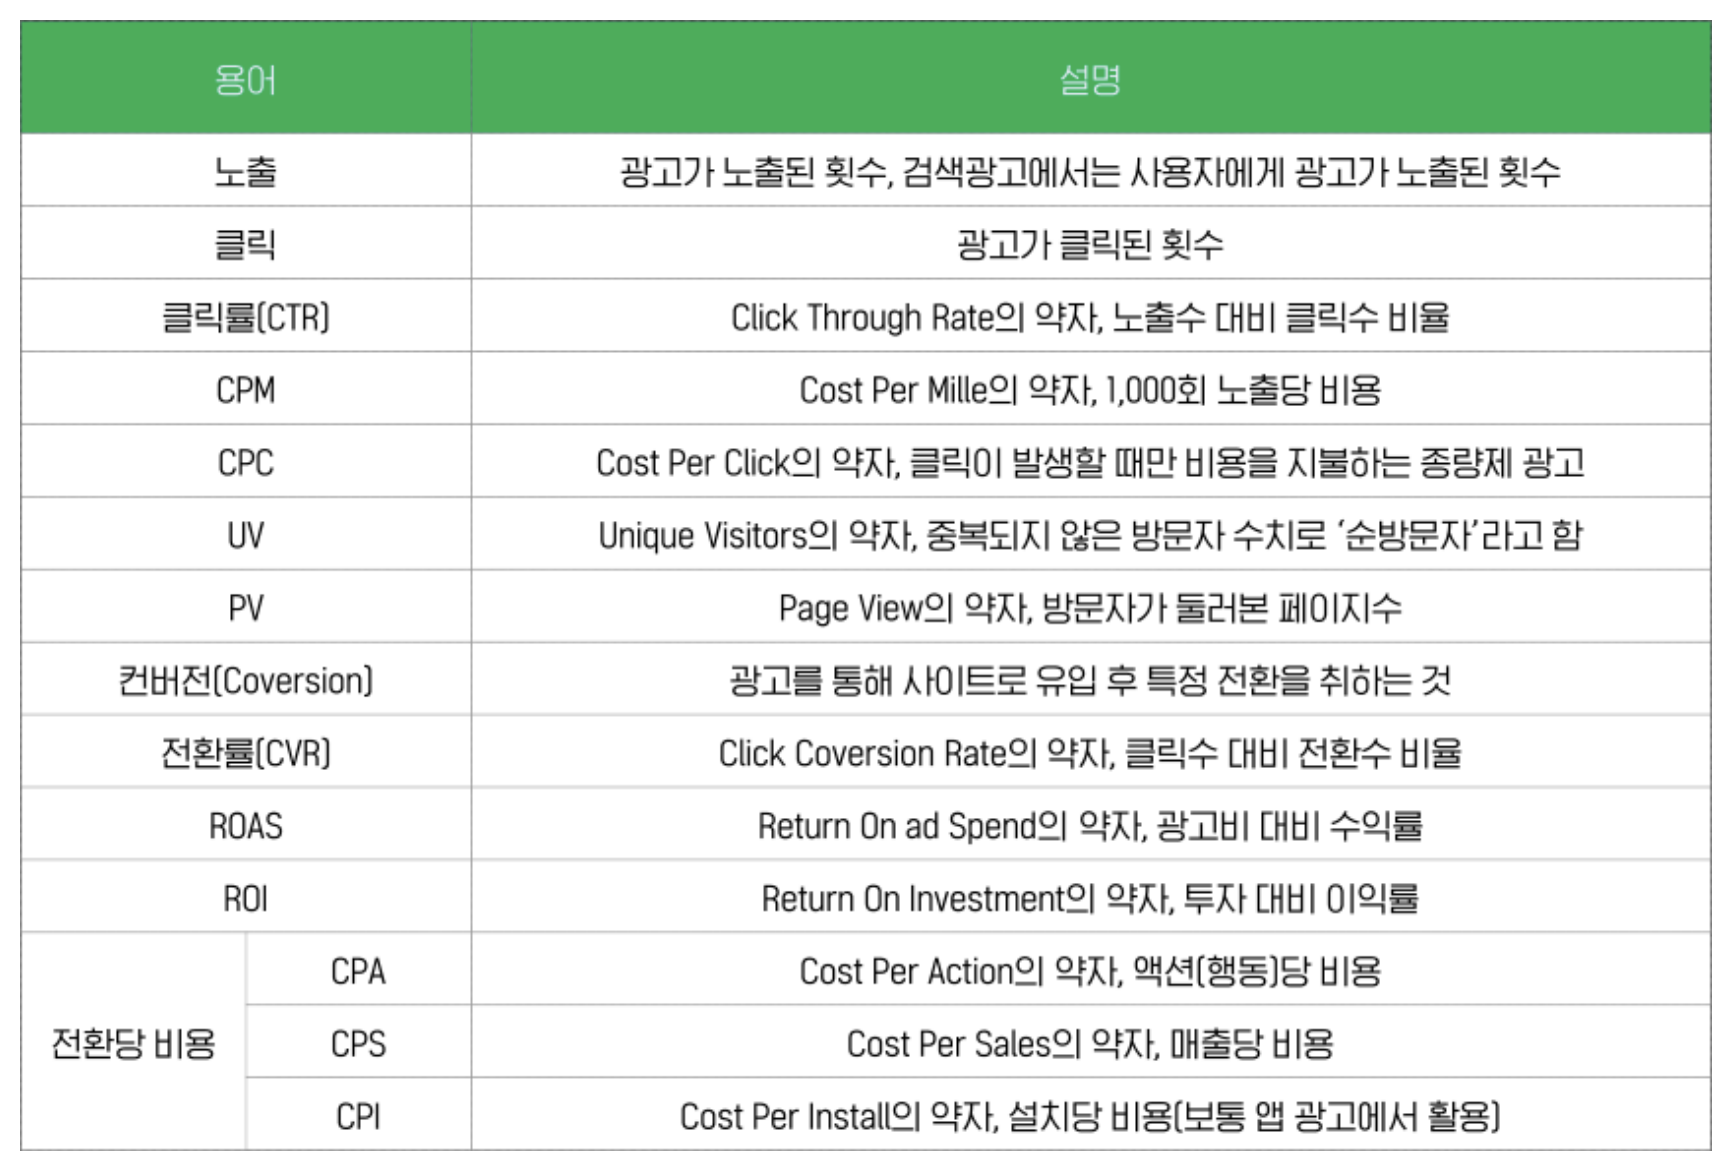 용어 설명
노출 광고가 노출된 횟수, 검색광고에서는 사용자에게 광고가 노출된 횟수
클릭 광고가 클릭된 횟수
클릭률(CTR) Click Through Rate의 약자, 노출수 대비 클릭수 비율
CPM Cost Per Mille의 약자, 1,000회 노출당 비용
CPC Cost Per Click의 약자, 클릭이 발생할 때만 비용을 지불하는 종량제 광고
UV Unique Visitors의 약자, 중복되지 않은 방문자 수치로 ‘순방문자’라고 함
PV Page View의 약자, 방문자가 둘러본 페이지수
컨버전(Coversion) 광고를 통해 사이트로 유입 후 특정 전환을 취하는 것
전환률(CVR) Click Coversion Rate의 약자, 클릭수 대비 전환수 비율
ROAS Return On ad Spend의 약자, 광고비 대비 수익률
ROI Return On Investment의 약자, 투자 대비 이익률
전환당 비용
CPA Cost Per Action의 약자, 액션(행동)당 비용
CPS Cost Per Sales의 약자, 매출당 비용
CPI Cost Per Install의 약자, 설치당 비용(보통 앱 광고에서 활용)